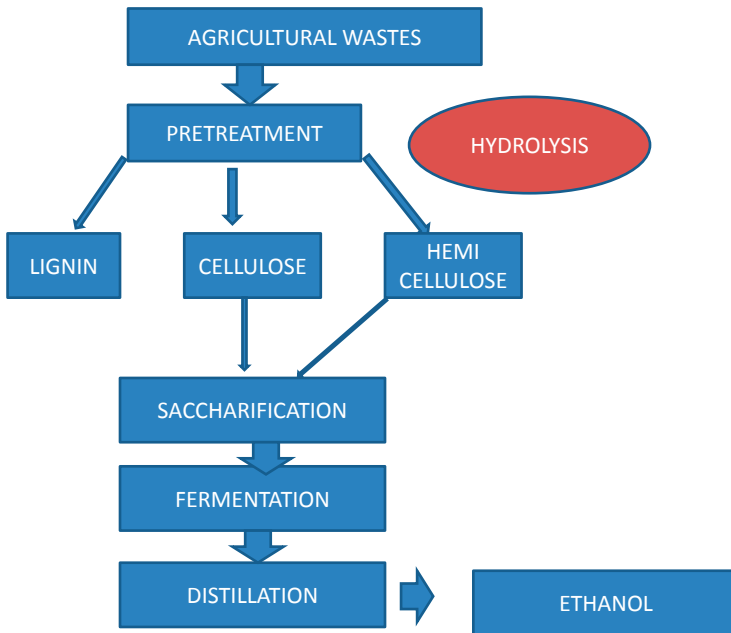 AGRICULTURAL WASTES
PRETREATMENT
HYDROLYSIS
LIGNIN
CELLULOSE
HEMI
CELLULOSE
SACCHARIFICATION
FERMENTATION
DISTILLATION
ETHANOL